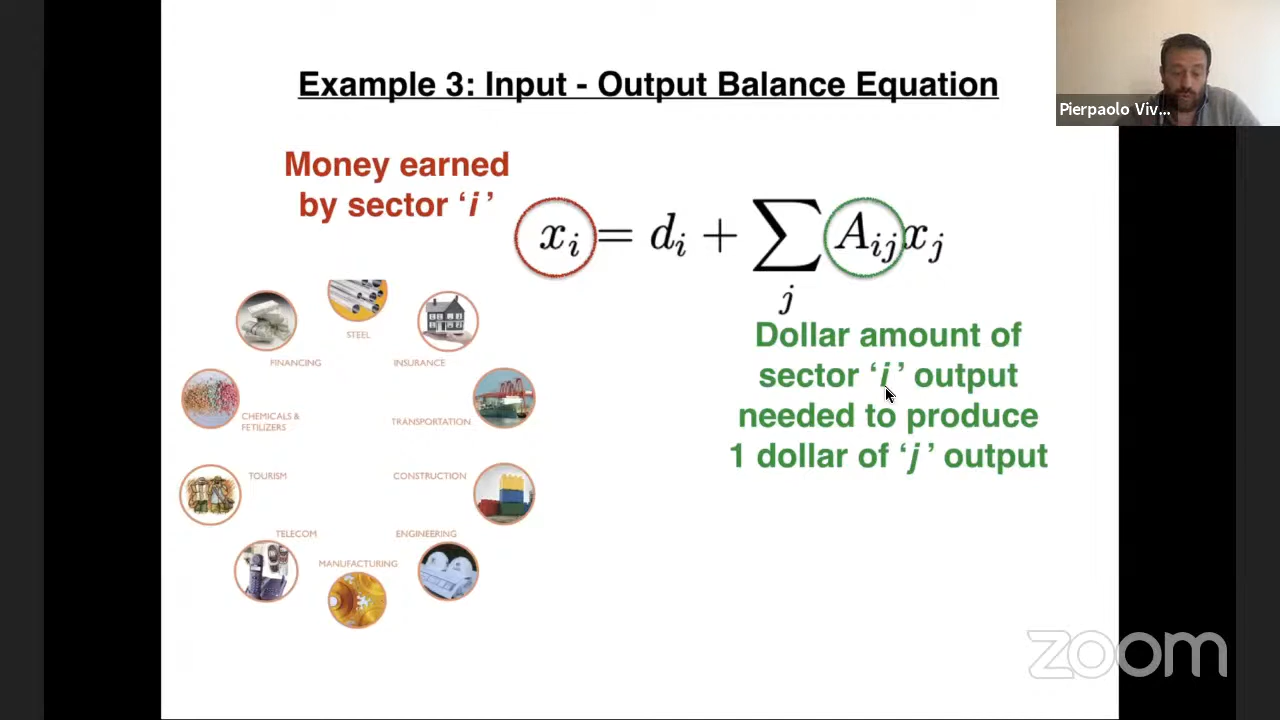 Example 3: Input - Output Balance Equation
Pierpaolo Viv...
Money earned
by sector ‘i’
x_i = d_i + ∑_j A_ij x_j
Dollar amount of
sector ‘i’ output
needed to produce
1 dollar of ‘j’ output
STEEL
FINANCING
INSURANCE
CHEMICALS &
FETILIZERS
TRANSPORTATION
TOURISM
CONSTRUCTION
TELECOM
ENGINEERING
MANUFACTURING
zoom